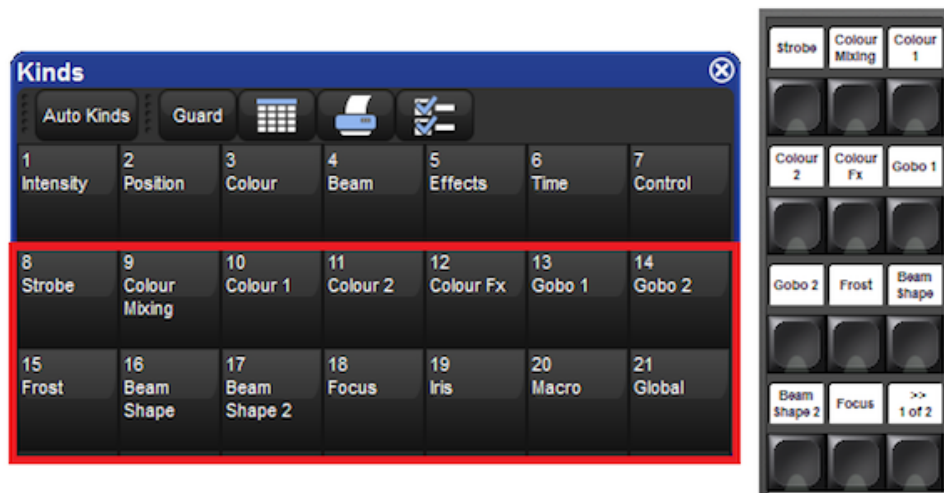 Kinds
Auto Kinds Guard
1 2 3 4 5 6 7
Intensity Position Colour Beam Effects Time Control
8 9 10 11 12 13 14
Strobe Colour Colour 1 Colour 2 Colour Fx Gobo 1 Gobo 2
Mixing
15 16 17 18 19 20 21
Frost Beam Beam Focus Iris Macro Global
Shape Shape 2
Strobe Colour Colour
Mixing 1
Colour Colour Gobo 1
2 Fx
Gobo 2 Frost Beam
Shape
Beam Focus >>
Shape 2 1 of 2